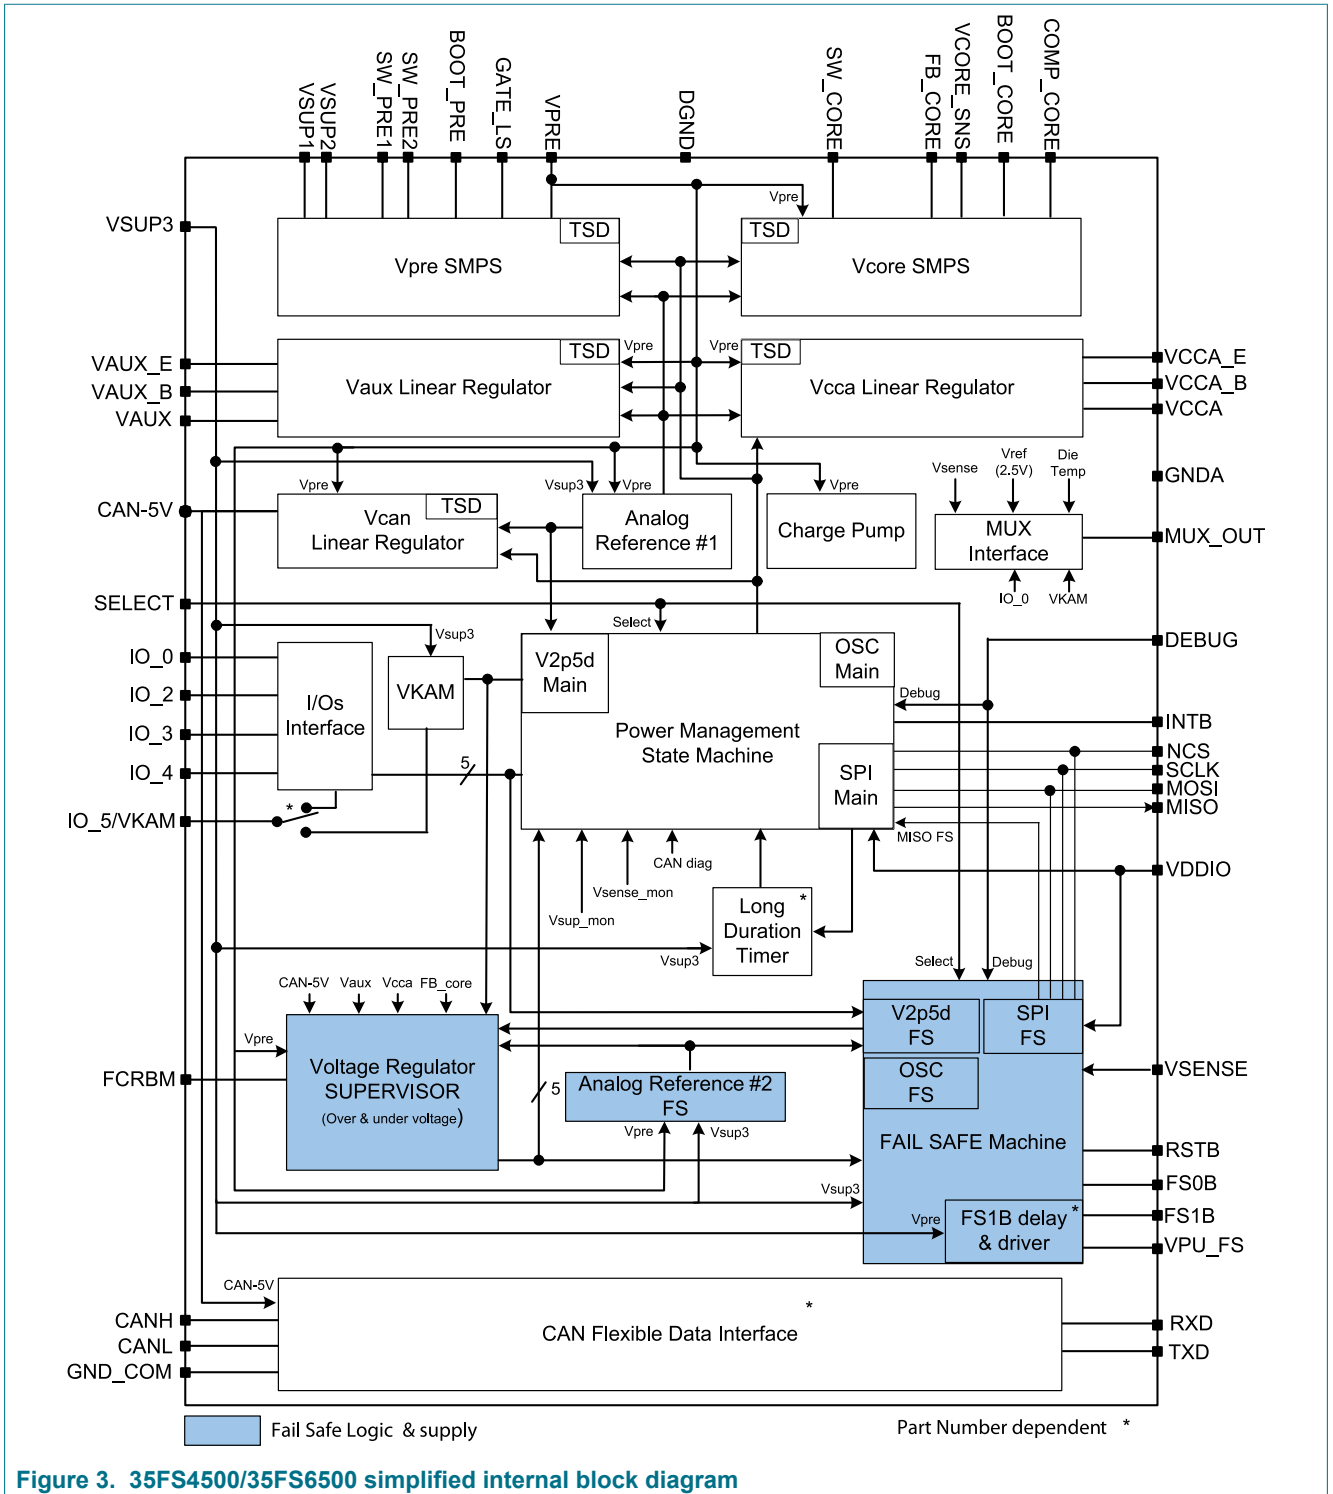 VSUP1
VSUP2
SW_PRE1
SW_PRE2
BOOT_PRE
GATE_LS
VPRE
DGND
SW_CORE
FB_CORE
VCORE_SNS
BOOT_CORE
COMP_CORE
VSUP3
TSD
Vpre SMPS
Vpre
TSD
Vcore SMPS
VAUX_E
VAUX_B
VAUX
TSD
Vaux Linear Regulator
Vpre
Vpre
TSD
Vcca Linear Regulator
VCCA_E
VCCA_B
VCCA
GNDA
CAN-5V
Vpre
TSD
Vcan
Linear Regulator
Vsup3
Vpre
Analog
Reference #1
Vpre
Charge Pump
Vsense
Vref
(2.5V)
Die
Temp
MUX
Interface
IO_0
VKAM
MUX_OUT
SELECT
Select
DEBUG
IO_0
IO_2
IO_3
IO_4
IO_5/VKAM
I/Os
Interface
*
Vsup3
VKAM
V2p5d
Main
OSC
Main
Power Management
State Machine
SPI
Main
5
Debug
INTB
NCS
SCLK
MOSI
MISO
MISO FS
VDDIO
CAN diag
Vsense_mon
Vsup_mon
Long
Duration
Timer
*
Vsup3
Select
Debug
CAN-5V
Vaux
Vcca
FB_core
Vpre
Voltage Regulator
SUPERVISOR
(Over & under voltage)
FCRBM
5
Analog Reference #2
FS
Vpre
Vsup3
V2p5d
FS
SPI
FS
OSC
FS
FAIL SAFE Machine
Vsup3
Vpre
FS1B delay
& driver
*
VSENSE
RSTB
FS0B
FS1B
VPU_FS
CAN-5V
CANH
CANL
GND_COM
*
CAN Flexible Data Interface
RXD
TXD
Fail Safe Logic & supply
Part Number dependent *
Figure 3. 35FS4500/35FS6500 simplified internal block diagram